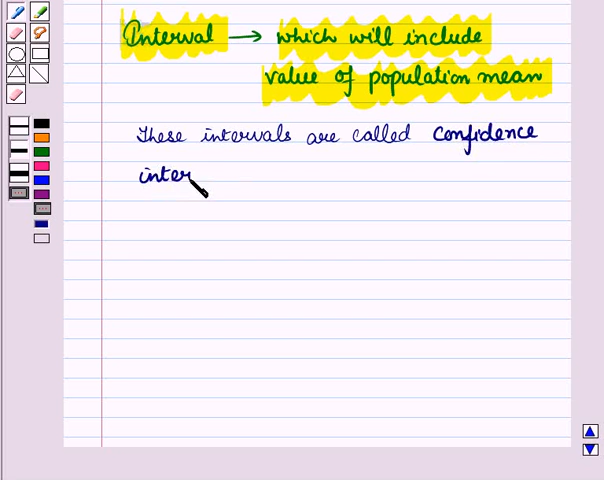 Interval → which will include
value of population mean
These intervals are called confidence
inter